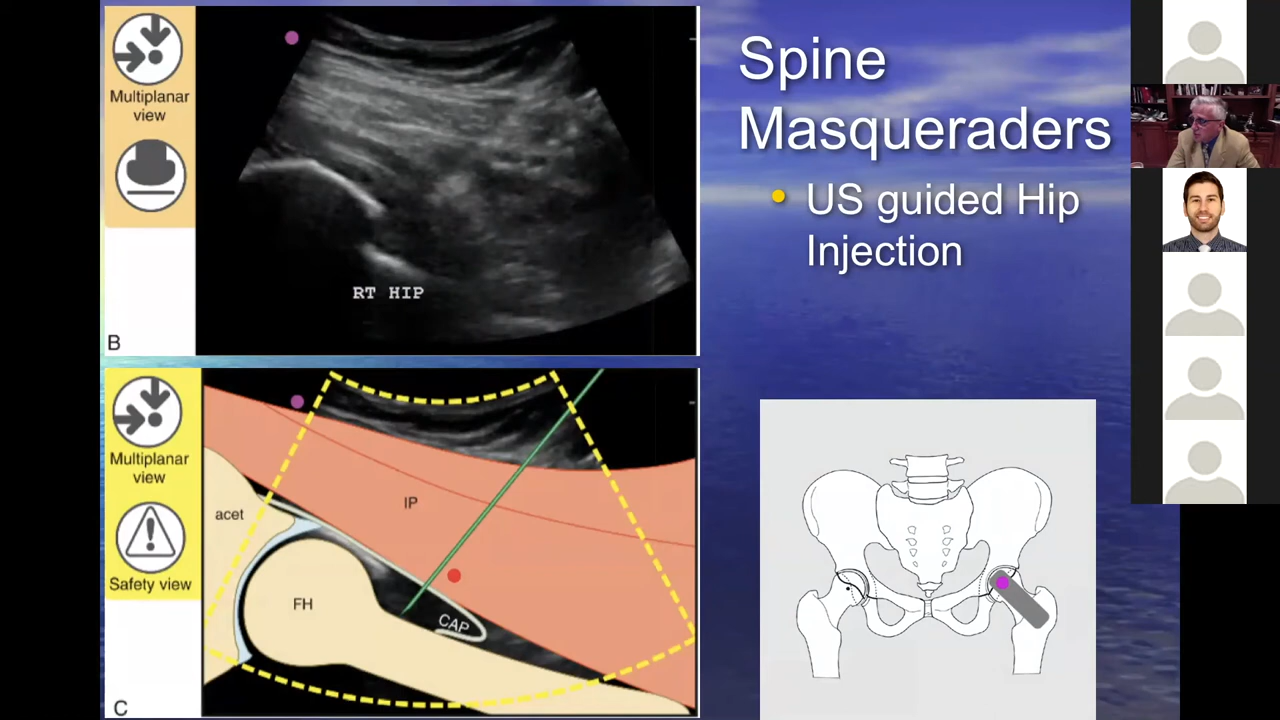 Multiplanar
view
RT HIP
B
Spine
Masqueraders
US guided Hip
Injection
Multiplanar
view
Safety view
acet
IP
FH
CAP
C